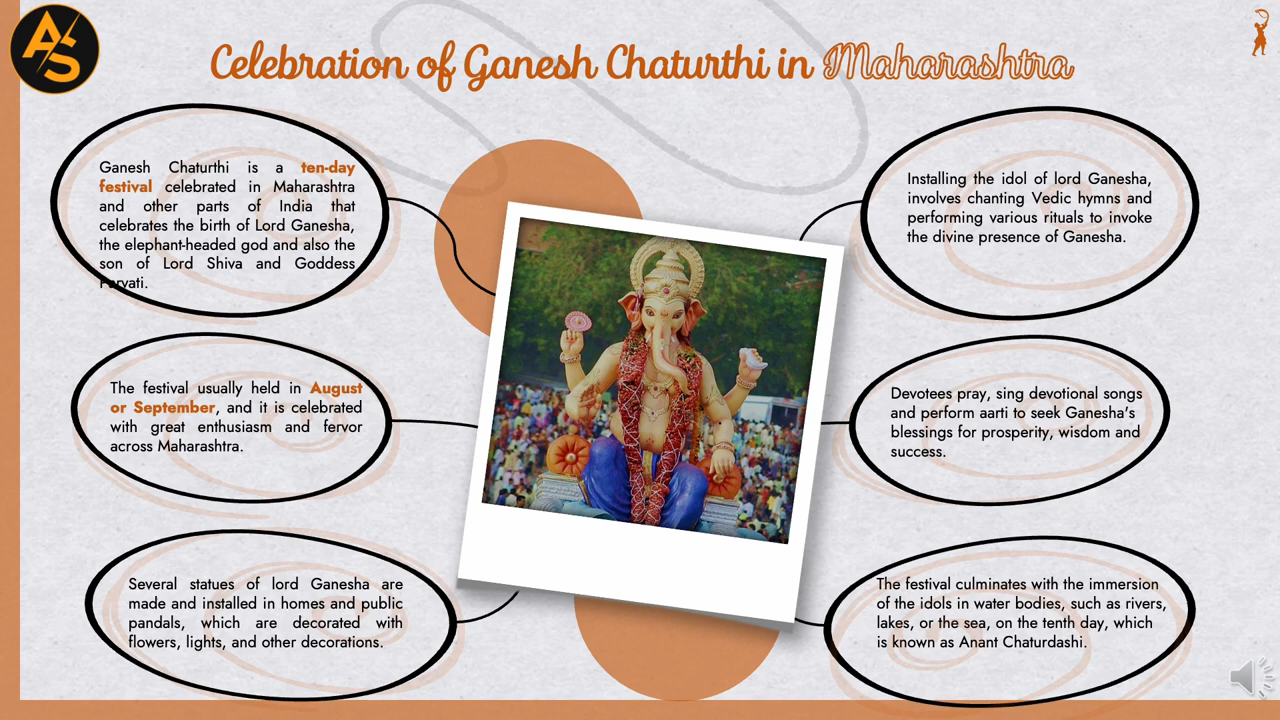 AS
Celebration of Ganesh Chaturthi in Maharashtra
Ganesh Chaturthi is a ten-day
festival celebrated in Maharashtra
and other parts of India that
celebrates the birth of Lord Ganesha,
the elephant-headed god and also the
son of Lord Shiva and Goddess
Parvati.
The festival usually held in August
or September, and it is celebrated
with great enthusiasm and fervor
across Maharashtra.
Several statues of lord Ganesha are
made and installed in homes and public
pandals, which are decorated with
flowers, lights, and other decorations.
Installing the idol of lord Ganesha,
involves chanting Vedic hymns and
performing various rituals to invoke
the divine presence of Ganesha.
Devotees pray, sing devotional songs
and perform aarti to seek Ganesha's
blessings for prosperity, wisdom and
success.
The festival culminates with the immersion
of the idols in water bodies, such as rivers,
lakes, or the sea, on the tenth day, which
is known as Anant Chaturdashi.